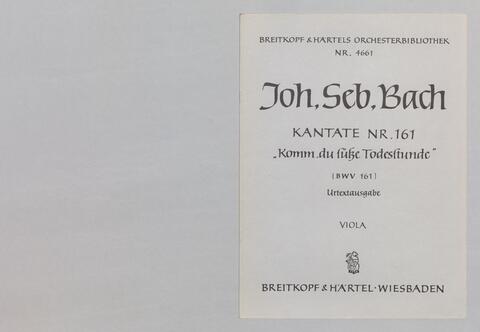 BREITKOPF & HÄRTELS ORCHESTERBIBLIOTHEK
NR. 4661
Joh. Seb. Bach
KANTATE NR. 161
„Komm, du süße Todesstunde"
(BWV 161)
Urtextausgabe
VIOLA
BREITKOPF & HÄRTEL · WIESBADEN